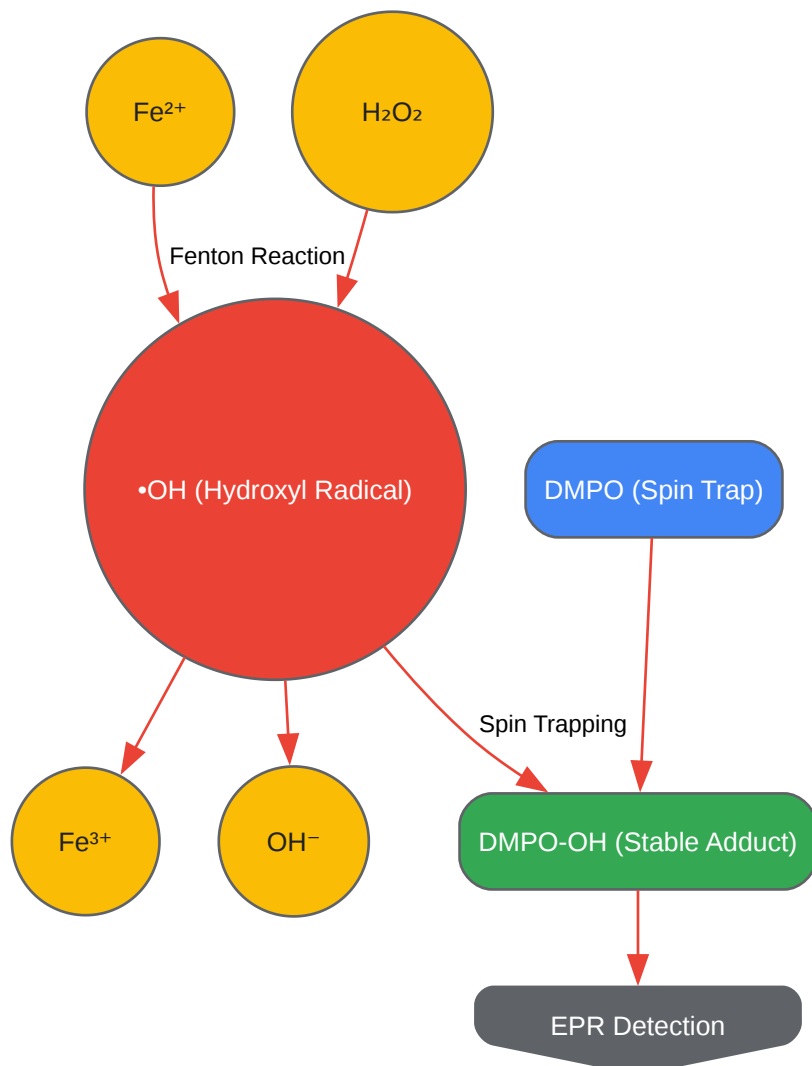 Fe²⁺
H₂O₂
Fenton Reaction
•OH (Hydroxyl Radical)
DMPO (Spin Trap)
Spin Trapping
Fe³⁺
OH⁻
DMPO-OH (Stable Adduct)
EPR Detection